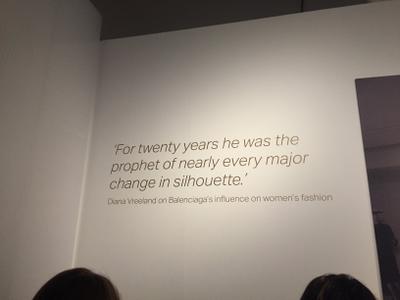 ‘For twenty years he was the
prophet of nearly every major
change in silhouette.’
Diana Vreeland on Balenciaga's influence on women's fashion